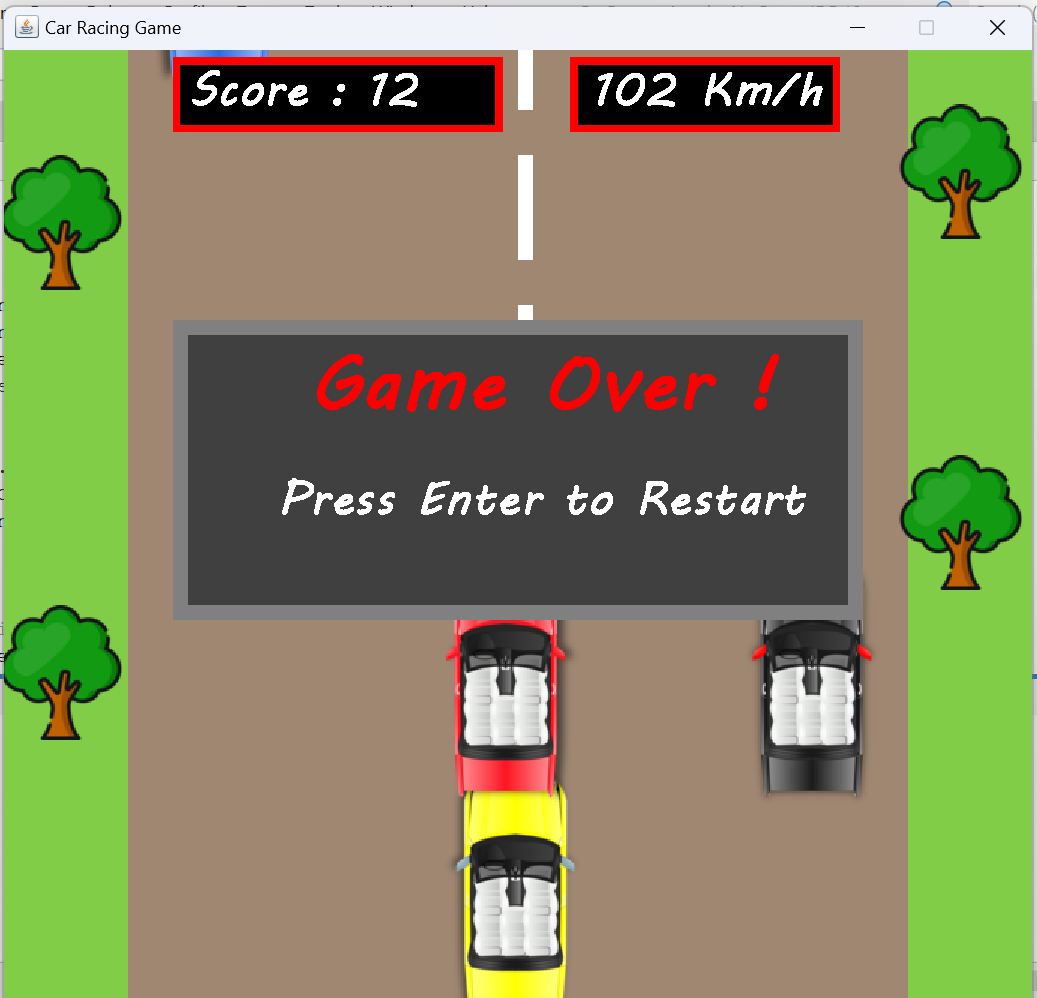 Car Racing Game
Score : 12
102 Km/h
Game Over !
Press Enter to Restart